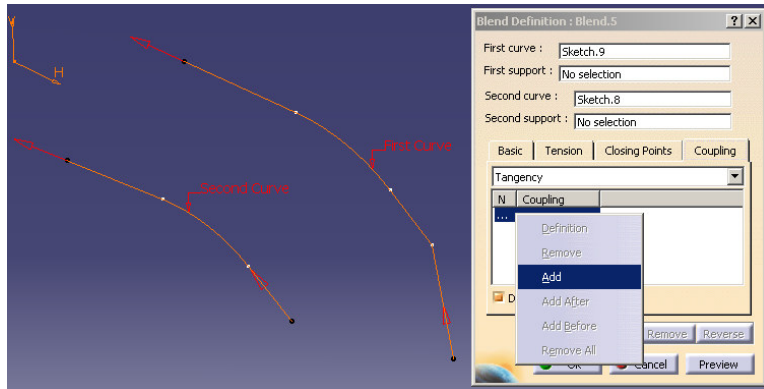 V
H
First Curve
Second Curve
Blend Definition : Blend.5
First curve : Sketch.9
First support : No selection
Second curve : Sketch.8
Second support : No selection
Basic Tension Closing Points Coupling
Tangency
N Coupling
...
Definition
Remove
Add
Add After
Add Before
Remove All
D
Remove Reverse
OK Cancel Preview